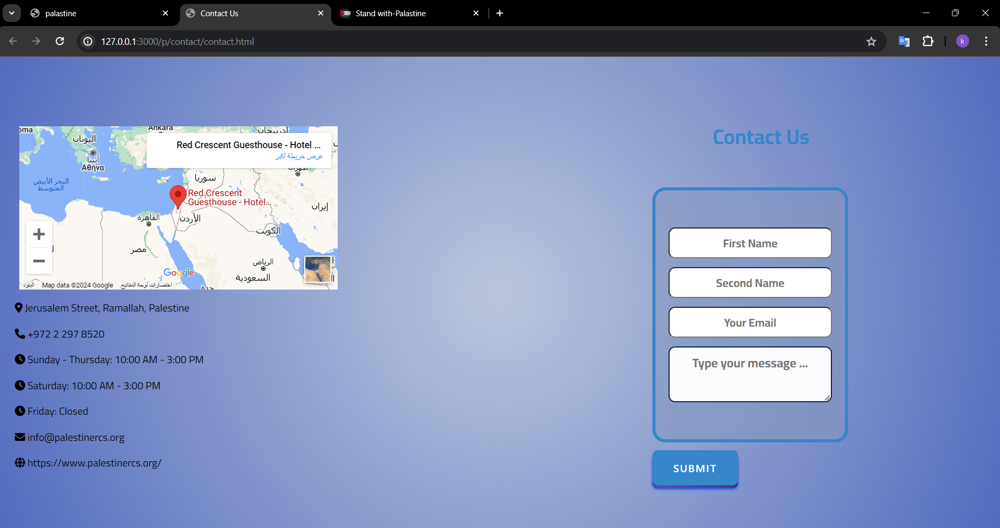 palastine
Contact Us
Stand with-Palastine
127.0.0.1:3000/p/contact/contact.html
k
oma
Ankara
أذربيجان
اليونان
Red Crescent Guesthouse - Hotel ...
عرض خريطة أكبر
أثينا
Αθήνα
طهران
سوريا
البحر الأبيض
المتوسط
Red Crescent
Guesthouse - Hotel...
إيران
القاهرة
الأردن
الكويت
مصر
الرياض
السعودية
Google
جدة
البنود
Map data ©2024 Google
اختصارات لوحة المفاتيح
Jerusalem Street, Ramallah, Palestine
+972 2 297 8520
Sunday - Thursday: 10:00 AM - 3:00 PM
Saturday: 10:00 AM - 3:00 PM
Friday: Closed
info@palestinercs.org
https://www.palestinercs.org/
Contact Us
First Name
Second Name
Your Email
Type your message ...
SUBMIT